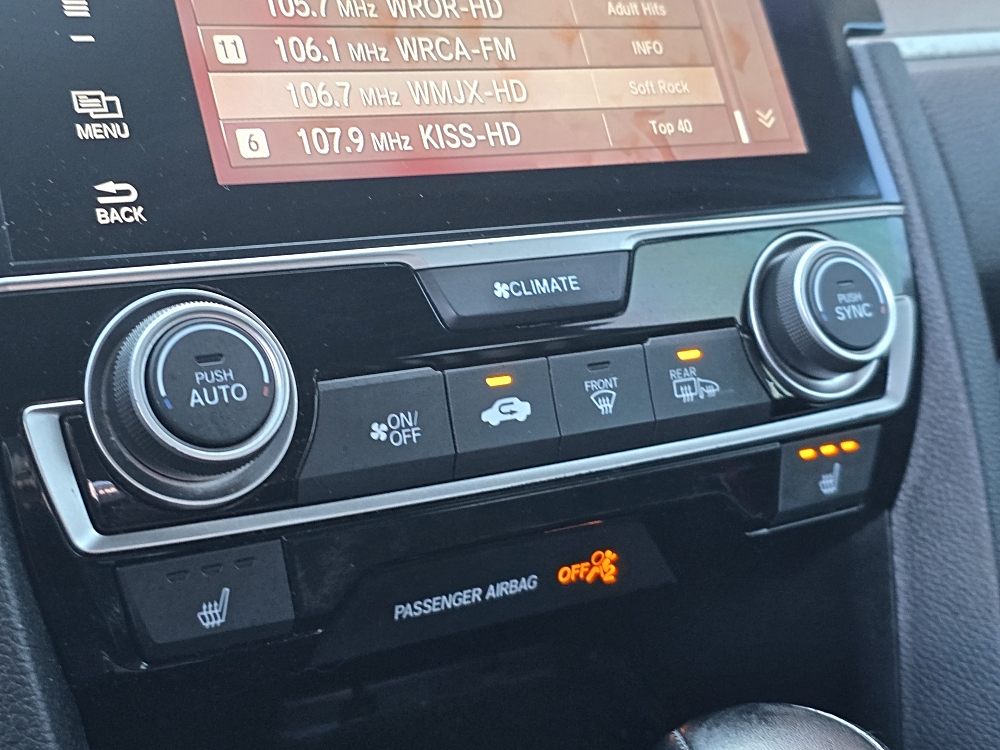 105.7 MHz WROR-HD Adult Hits
11 106.1 MHz WRCA-FM INFO
106.7 MHz WMJX-HD Soft Rock
6 107.9 MHz KISS-HD Top 40
MENU
BACK
CLIMATE
PUSH
AUTO
ON/
OFF
FRONT
REAR
PUSH
SYNC
PASSENGER AIRBAG OFF 2